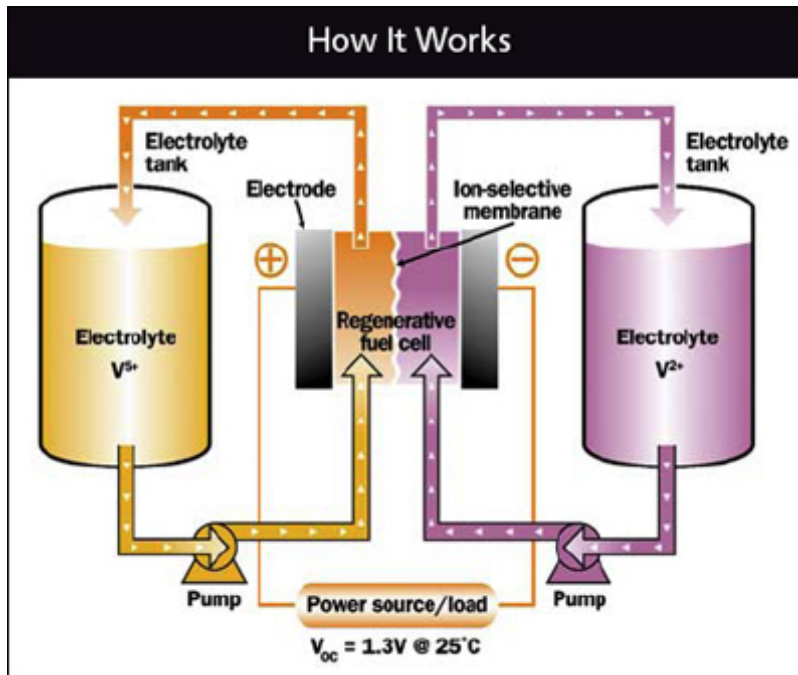 How It Works
Electrolyte
tank
Electrolyte
tank
Electrode
Ion-selective
membrane
⊕
⊖
Regenerative
fuel cell
Electrolyte
V⁵⁺
Electrolyte
V²⁺
Pump
Pump
Power source/load
V_OC = 1.3V @ 25°C